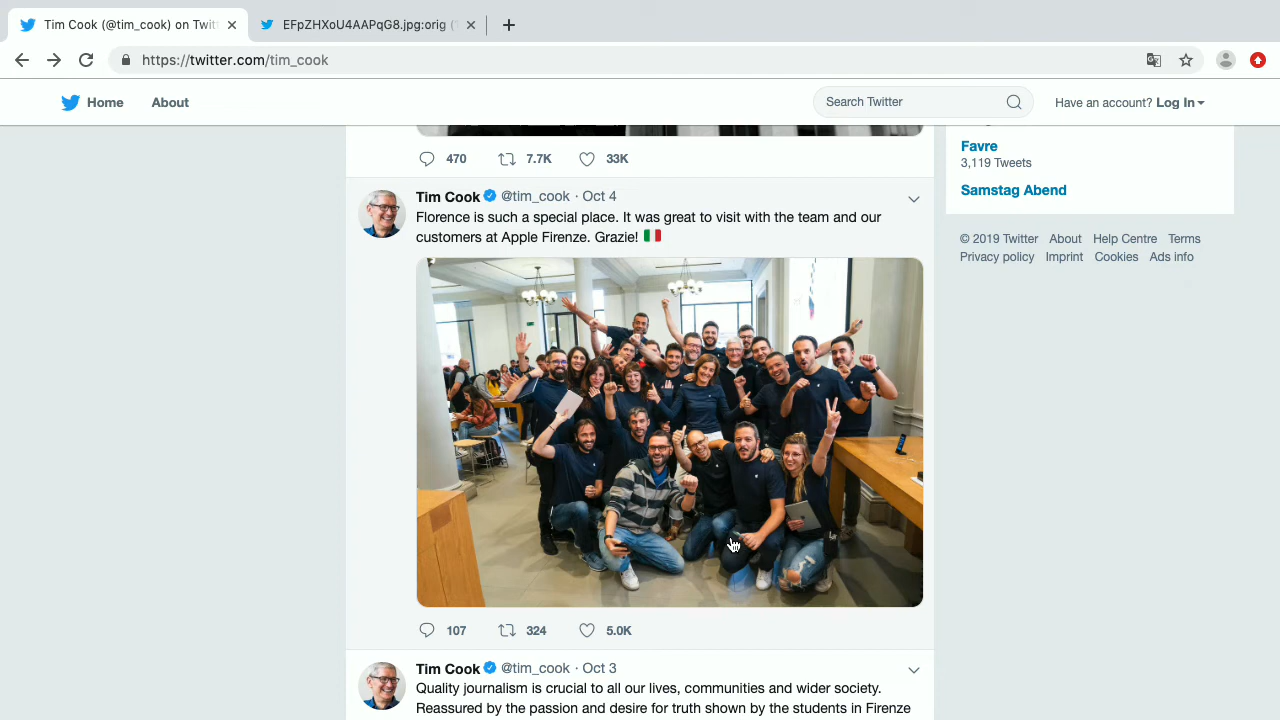 Tim Cook (@tim_cook) on Twit
EFpZHXoU4AAPqG8.jpg:orig (
https://twitter.com/tim_cook
Home
About
Search Twitter
Have an account? Log In
470
7.7K
33K
Favre
3,119 Tweets
Samstag Abend
© 2019 Twitter About Help Centre Terms
Privacy policy Imprint Cookies Ads info
Tim Cook @tim_cook · Oct 4
Florence is such a special place. It was great to visit with the team and our
customers at Apple Firenze. Grazie! 🇮🇹
107
324
5.0K
Tim Cook @tim_cook · Oct 3
Quality journalism is crucial to all our lives, communities and wider society.
Reassured by the passion and desire for truth shown by the students in Firenze